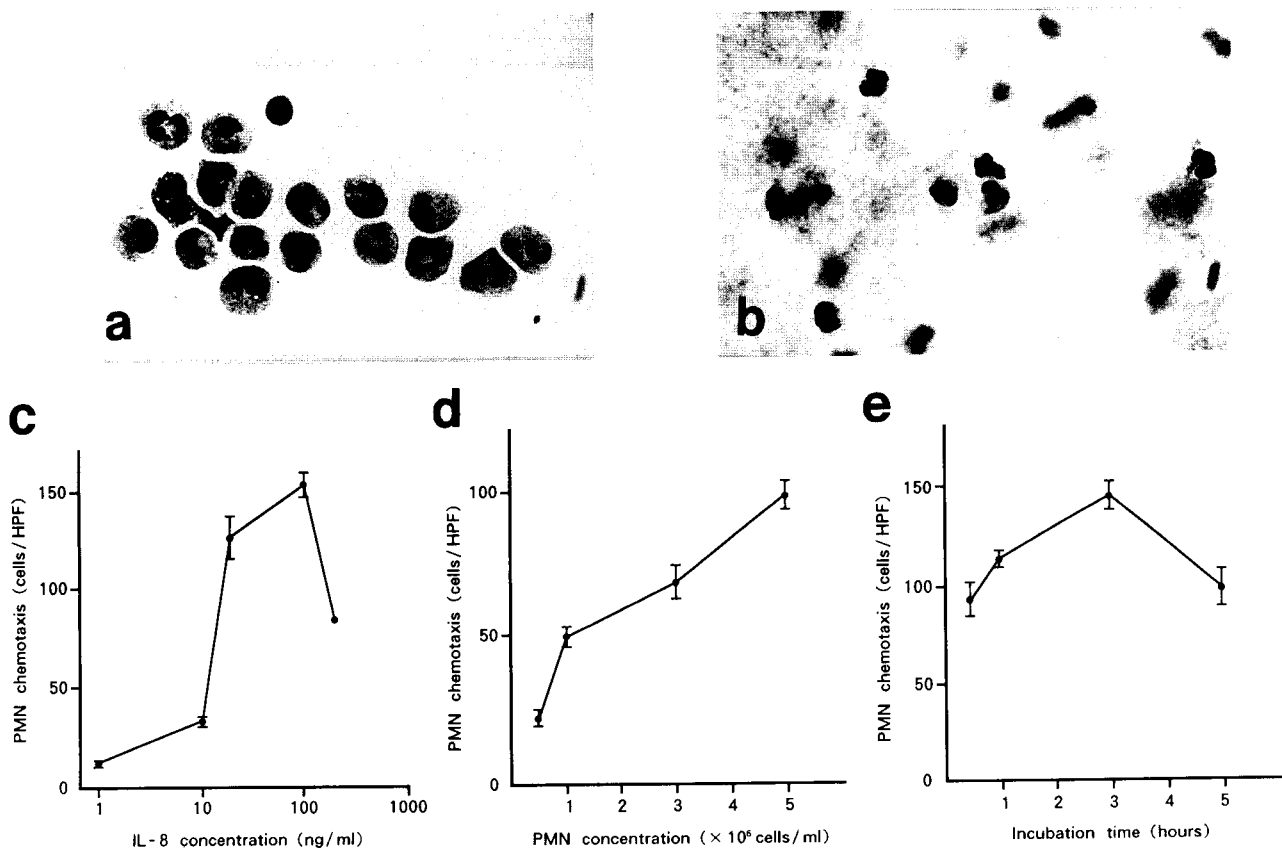 a
b
c
PMN chemotaxis (cells/HPF)
150
100
50
0
1
10
100
1000
IL-8 concentration (ng/ml)
d
PMN chemotaxis (cells/HPF)
100
50
0
1
2
3
4
5
PMN concentration (× 10⁶ cells/ml)
e
PMN chemotaxis (cells/HPF)
150
100
50
0
1
2
3
4
5
Incubation time (hours)